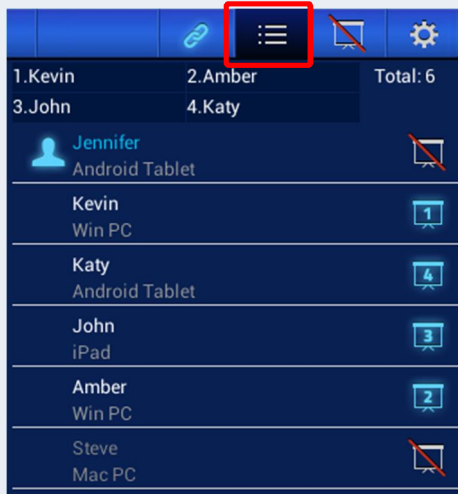 1.Kevin 2.Amber Total: 6
3.John 4.Katy
Jennifer
Android Tablet
Kevin
Win PC
1
Katy
Android Tablet
4
John
iPad
3
Amber
Win PC
2
Steve
Mac PC